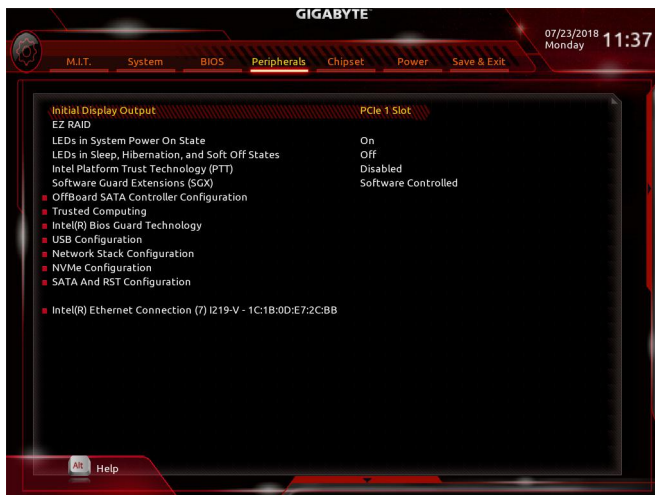 GIGABYTE
07/23/2018 Monday 11:37
M.I.T. System BIOS Peripherals Chipset Power Save & Exit
Initial Display Output PCIe 1 Slot
EZ RAID
LEDs in System Power On State On
LEDs in Sleep, Hibernation, and Soft Off States Off
Intel Platform Trust Technology (PTT) Disabled
Software Guard Extensions (SGX) Software Controlled
OffBoard SATA Controller Configuration
Trusted Computing
Intel(R) Bios Guard Technology
USB Configuration
Network Stack Configuration
NVMe Configuration
SATA And RST Configuration
Intel(R) Ethernet Connection (7) I219-V - 1C:1B:0D:E7:2C:BB
Alt Help